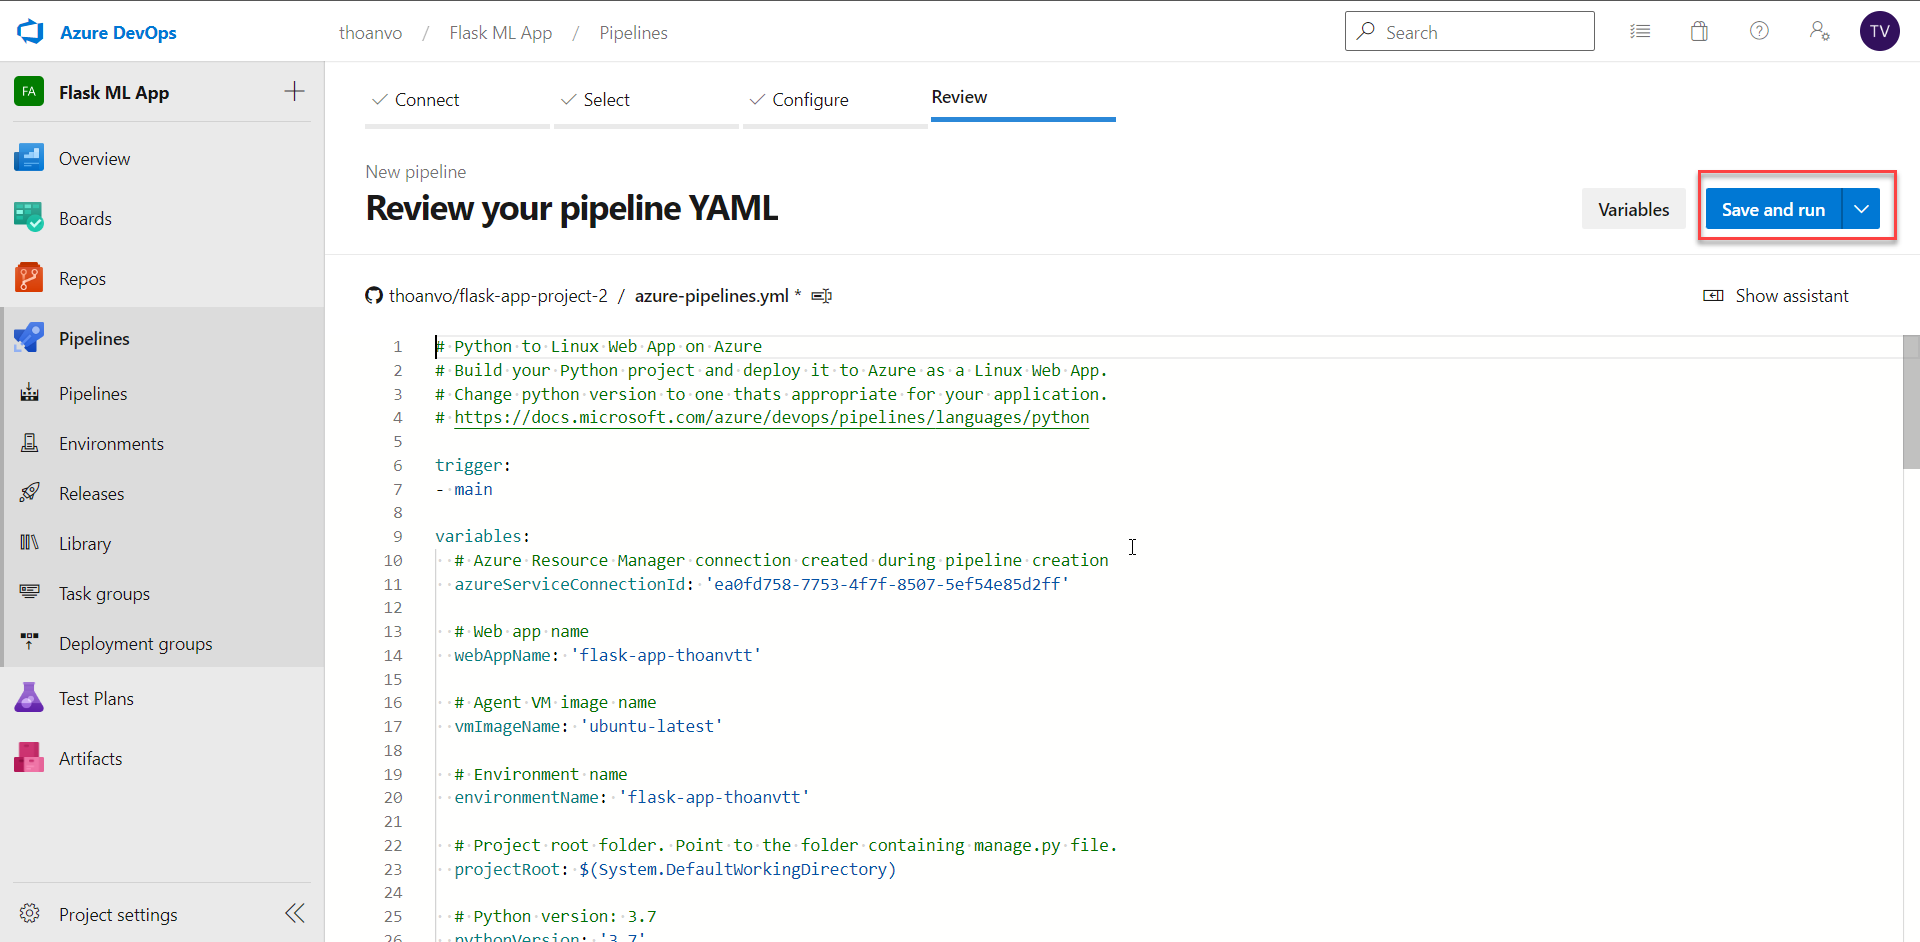 Azure DevOps
thoanvo / Flask ML App / Pipelines
Search
TV
FA Flask ML App
Overview
Boards
Repos
Pipelines
Pipelines
Environments
Releases
Library
Task groups
Deployment groups
Test Plans
Artifacts
Project settings
Connect
Select
Configure
Review
New pipeline
Review your pipeline YAML
Variables
Save and run
thoanvo/flask-app-project-2 / azure-pipelines.yml *
Show assistant
1 # Python to Linux Web App on Azure
2 # Build your Python project and deploy it to Azure as a Linux Web App.
3 # Change python version to one thats appropriate for your application.
4 # https://docs.microsoft.com/azure/devops/pipelines/languages/python
5
6 trigger:
7 - main
8
9 variables:
10 # Azure Resource Manager connection created during pipeline creation
11 azureServiceConnectionId: 'ea0fd758-7753-4f7f-8507-5ef54e85d2ff'
12
13 # Web app name
14 webAppName: 'flask-app-thoanvtt'
15
16 # Agent VM image name
17 vmImageName: 'ubuntu-latest'
18
19 # Environment name
20 environmentName: 'flask-app-thoanvtt'
21
22 # Project root folder. Point to the folder containing manage.py file.
23 projectRoot: $(System.DefaultWorkingDirectory)
24
25 # Python version: 3.7
26 pythonVersion: '3.7'